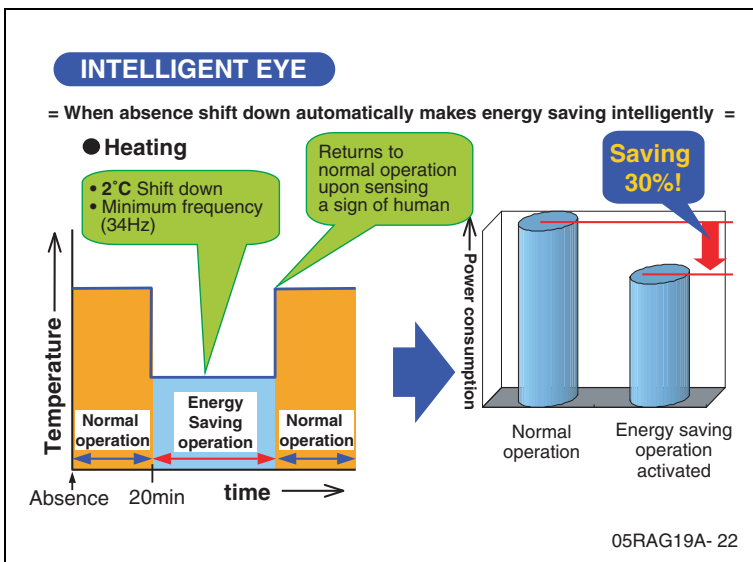 INTELLIGENT EYE
= When absence shift down automatically makes energy saving intelligently =
● Heating
• 2°C Shift down
• Minimum frequency
(34Hz)
Returns to
normal operation
upon sensing
a sign of human
Saving
30%!
Temperature
Normal
operation
Energy
Saving
operation
Normal
operation
Absence
20min
time
Power consumption
Normal
operation
Energy saving
operation
activated
05RAG19A- 22